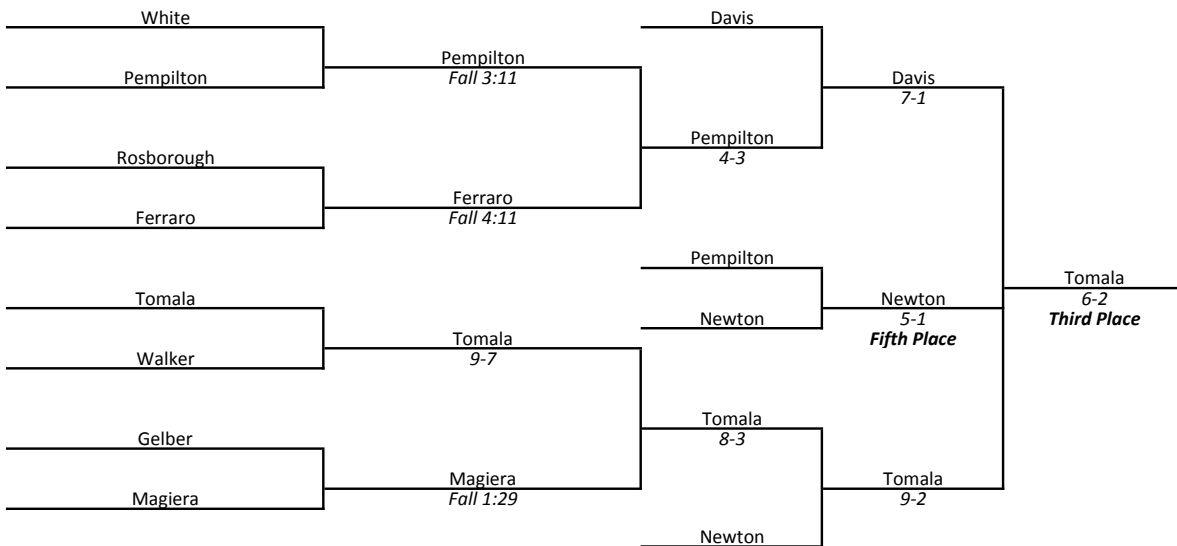 White
Davis
Pempilton
Pempilton
Fall 3:11
Davis
7-1
Pempilton
4-3
Rosborough
Ferraro
Ferraro
Fall 4:11
Pempilton
Tomala
6-2
Third Place
Tomala
Newton
5-1
Fifth Place
Newton
Walker
Tomala
9-7
Tomala
8-3
Gelber
Magiera
Magiera
Fall 1:29
Tomala
9-2
Newton